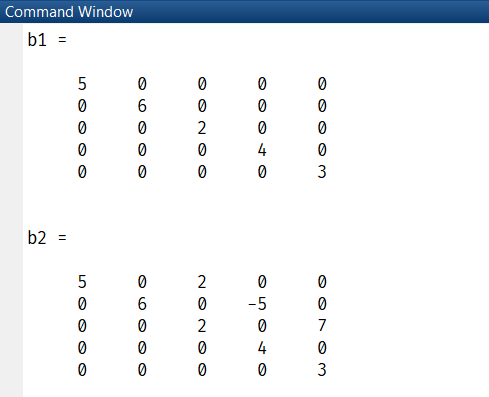 Command Window
b1 =
5 0 0 0 0
0 6 0 0 0
0 0 2 0 0
0 0 0 4 0
0 0 0 0 3
b2 =
5 0 2 0 0
0 6 0 -5 0
0 0 2 0 7
0 0 0 4 0
0 0 0 0 3